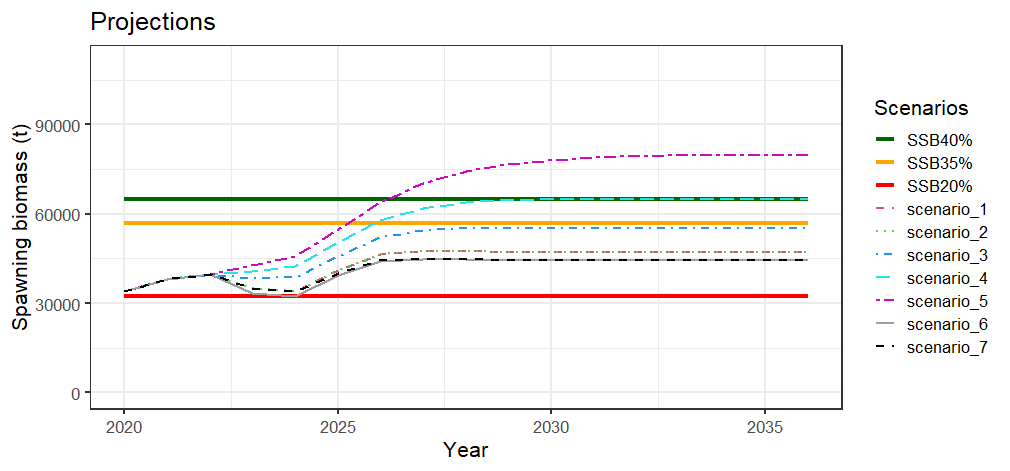 Projections
Spawning biomass (t)
90000
60000
30000
0
2020
2025
2030
2035
Year
Scenarios
SSB40%
SSB35%
SSB20%
scenario_1
scenario_2
scenario_3
scenario_4
scenario_5
scenario_6
scenario_7